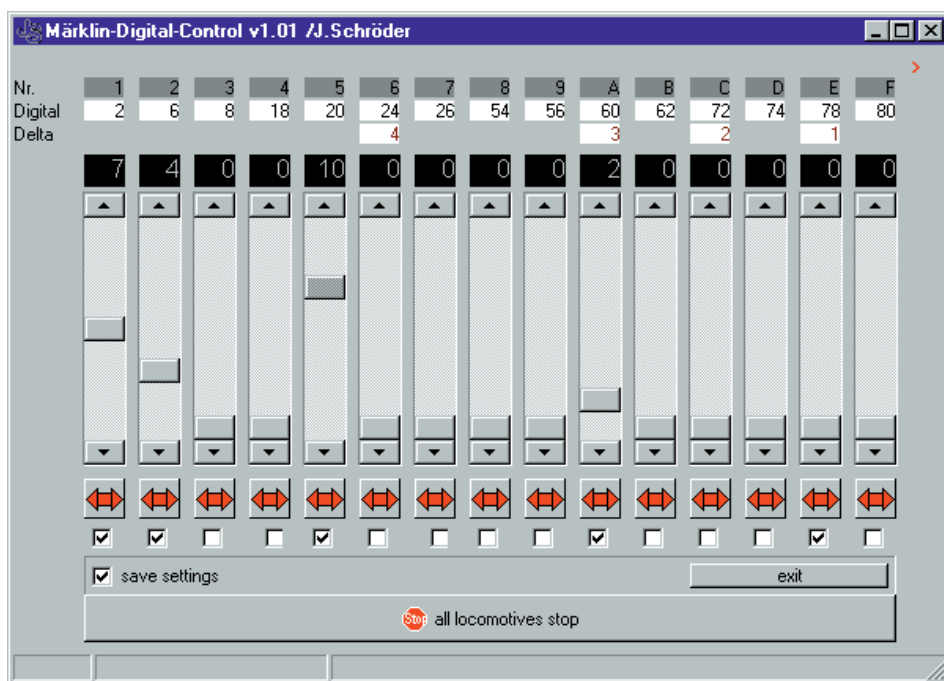 Märklin-Digital-Control v1.01 /J.Schröder
>
Nr. 1 2 3 4 5 6 7 8 9 A B C D E F
Digital 2 6 8 18 20 24 26 54 56 60 62 72 74 78 80
Delta 4 3 2 1
7 4 0 0 10 0 0 0 0 2 0 0 0 0 0
save settings exit
Stop all locomotives stop